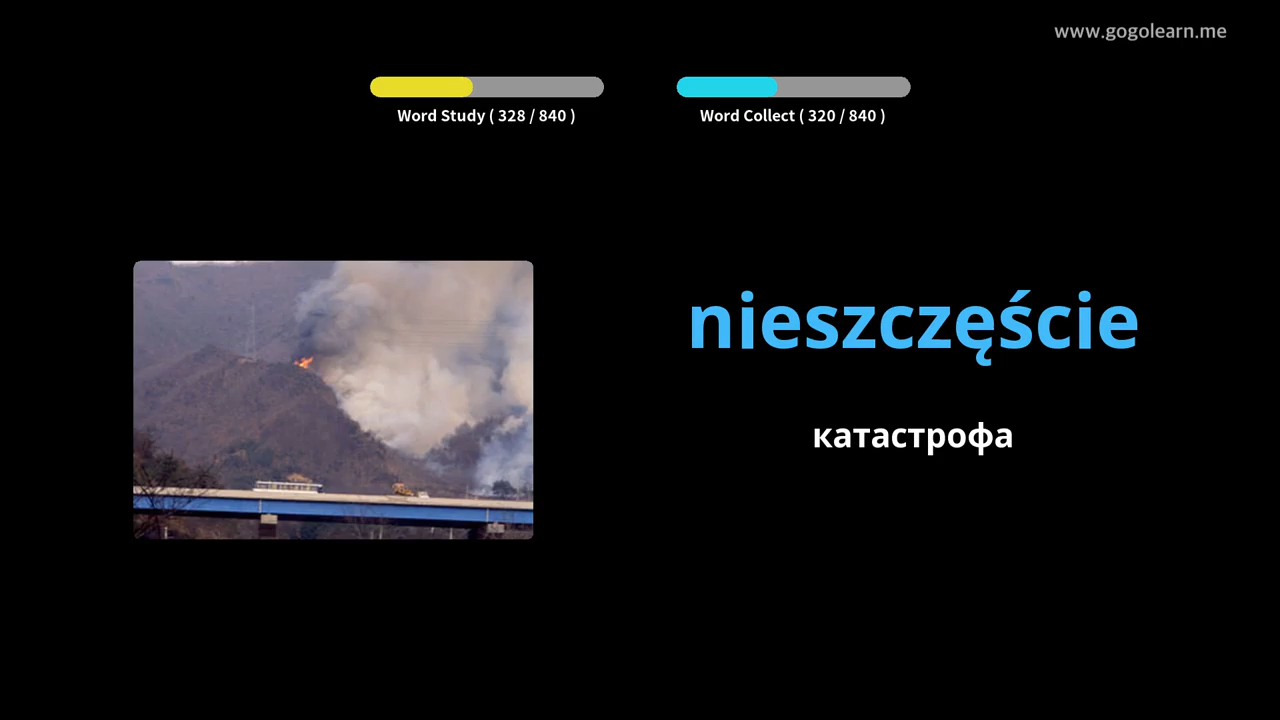 www.gogolearn.me
Word Study ( 328 / 840 )
Word Collect ( 320 / 840 )
nieszczęście
катастрофа